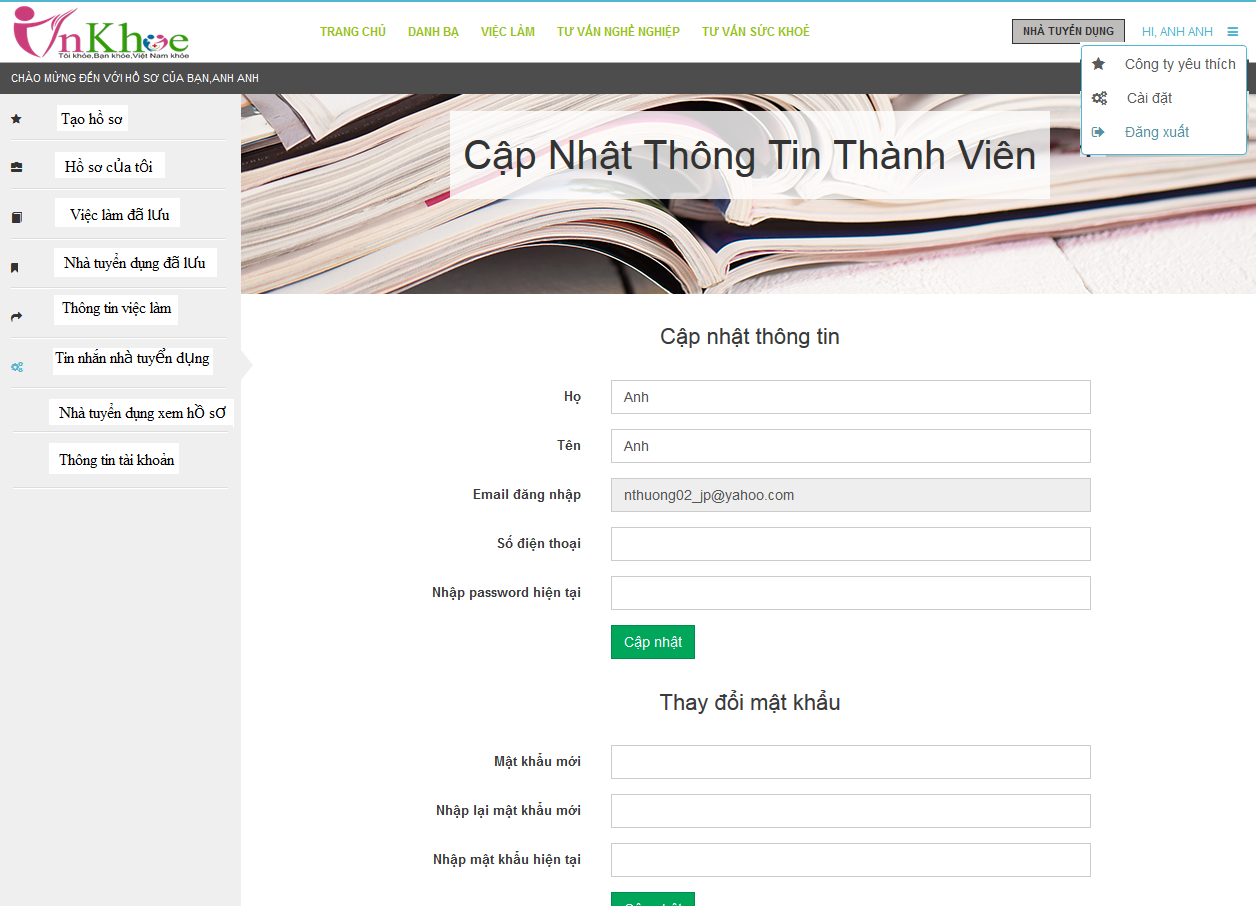 VnKhoe
Tôi khỏe,Bạn khỏe,Việt Nam khỏe
TRANG CHỦ DANH BẠ VIỆC LÀM TƯ VẤN NGHỀ NGHIỆP TƯ VẤN SỨC KHOẺ
NHÀ TUYỂN DỤNG
HI, ANH ANH
Công ty yêu thích
Cài đặt
Đăng xuất
CHÀO MỪNG ĐẾN VỚI HỒ SƠ CỦA BẠN,ANH ANH
Tạo hồ sơ
Hồ sơ của tôi
Việc làm đã lưu
Nhà tuyển dụng đã lưu
Thông tin việc làm
Tin nhắn nhà tuyển dụng
Nhà tuyển dụng xem hỒ sƠ
Thông tin tài khoản
Cập Nhật Thông Tin Thành Viên
Cập nhật thông tin
Họ Anh
Tên Anh
Email đăng nhập nthuong02_jp@yahoo.com
Số điện thoại
Nhập password hiện tại
Cập nhật
Thay đổi mật khẩu
Mật khẩu mới
Nhập lại mật khẩu mới
Nhập mật khẩu hiện tại
Cập nhật